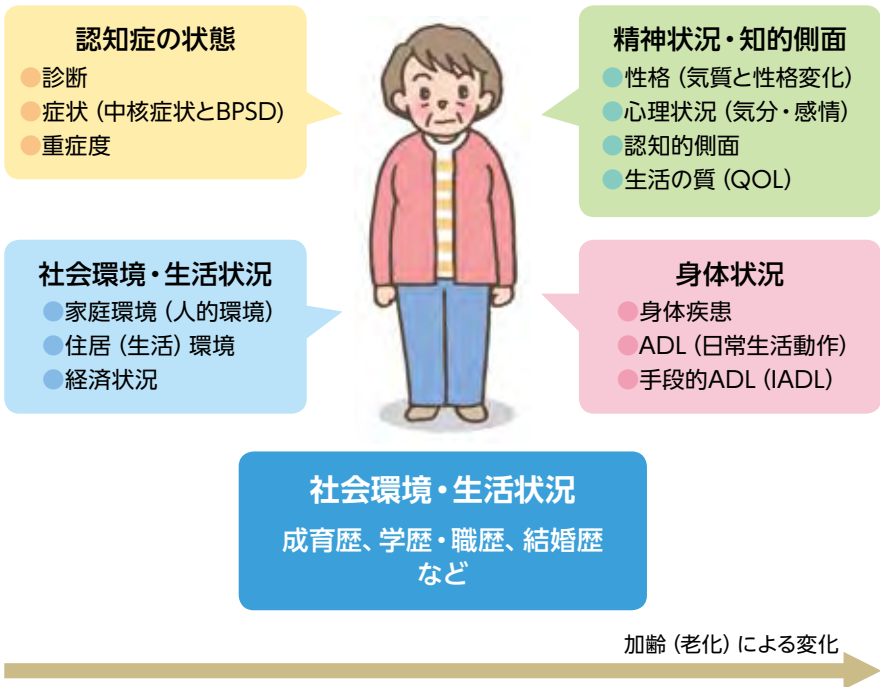 認知症の状態
●診断
●症状（中核症状とBPSD）
●重症度
精神状況・知的側面
●性格（気質と性格変化）
●心理状況（気分・感情）
●認知的側面
●生活の質（QOL）
社会環境・生活状況
●家庭環境（人的環境）
●住居（生活）環境
●経済状況
身体状況
●身体疾患
●ADL（日常生活動作）
●手段的ADL（IADL）
社会環境・生活状況
成育歴、学歴・職歴、結婚歴
など
加齢（老化）による変化